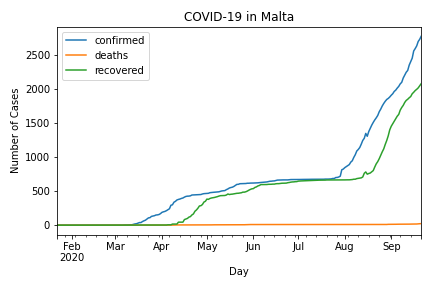 COVID-19 in Malta
confirmed
deaths
recovered
Number of Cases
2500
2000
1500
1000
500
0
Feb Mar Apr May Jun Jul Aug Sep
2020
Day